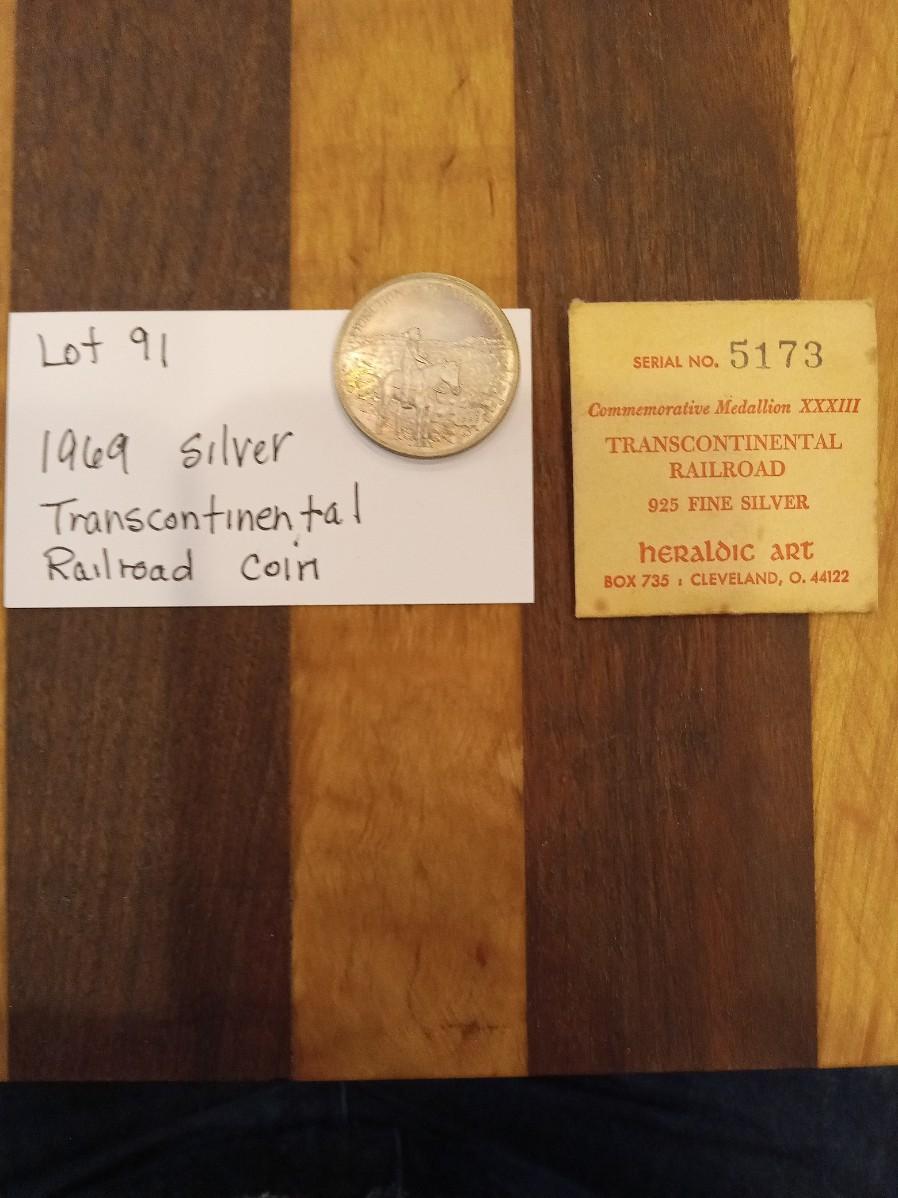 Lot 91
1969 silver
Transcontinental
Railroad Coin
SERIAL NO. 5173
Commemorative Medallion XXXIII
TRANSCONTINENTAL
RAILROAD
925 FINE SILVER
heraldic art
BOX 735 : CLEVELAND, O. 44122